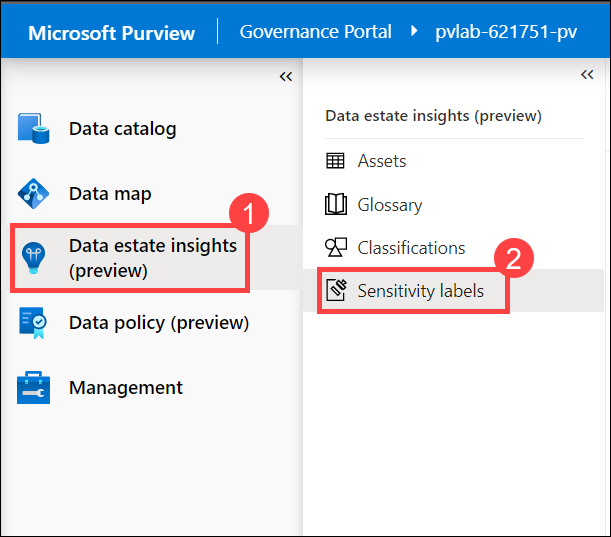 Microsoft Purview
Governance Portal
pvlab-621751-pv
Data catalog
Data map
1
Data estate insights
(preview)
Data policy (preview)
Management
Data estate insights (preview)
Assets
Glossary
Classifications
2
Sensitivity labels